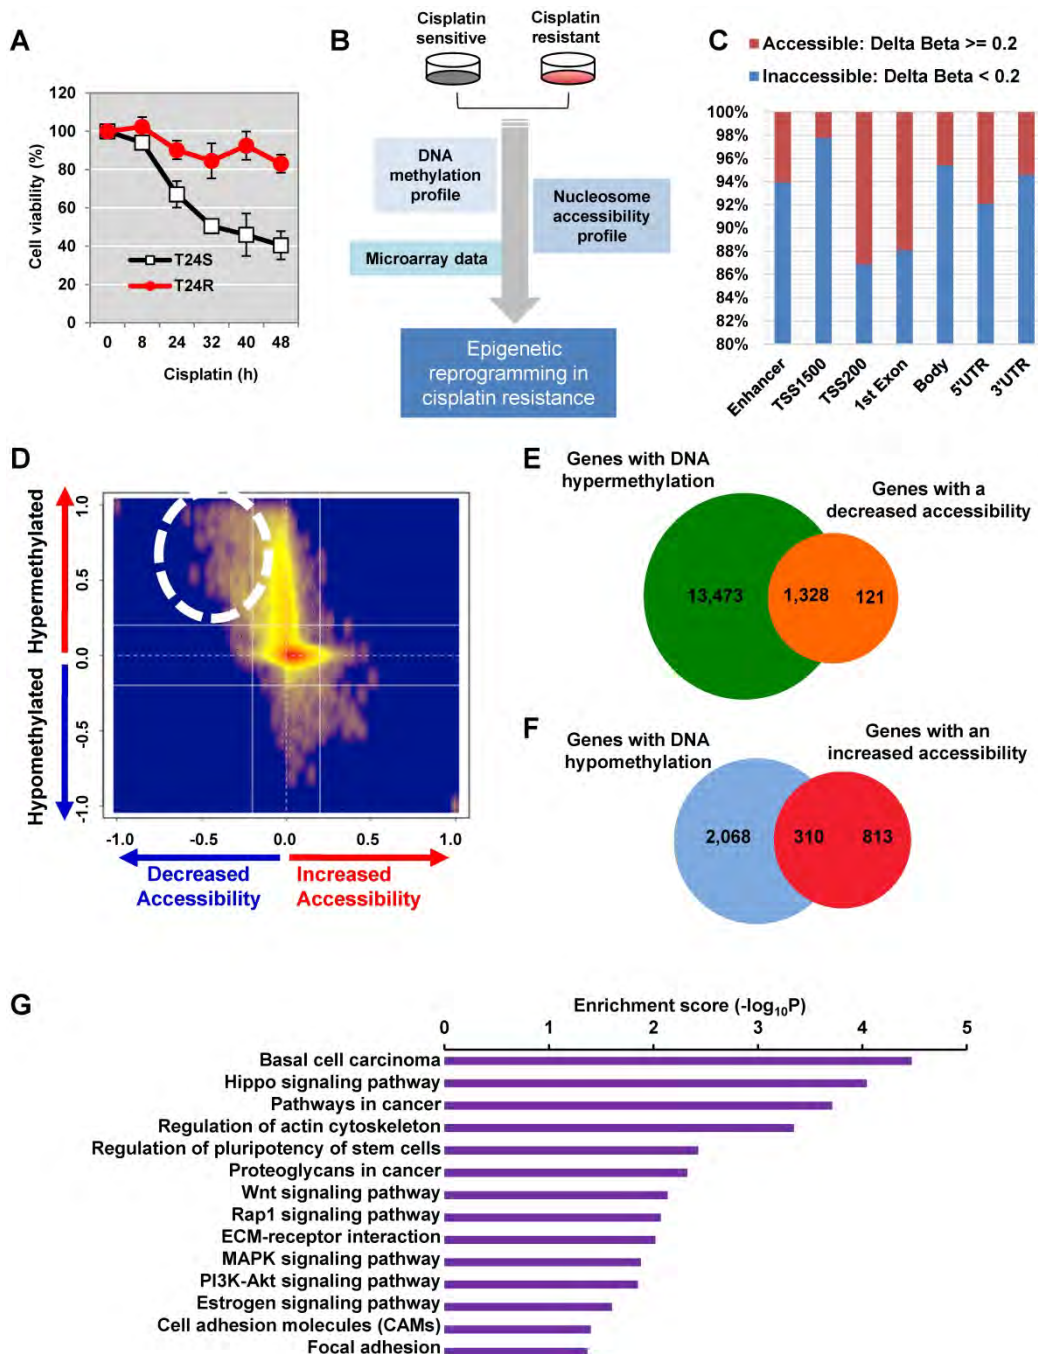 A
120
100
80
60
40
20
0
Cell viability (%)
T24S
T24R
0 8 24 32 40 48
Cisplatin (h)
B
Cisplatin
sensitive
Cisplatin
resistant
DNA
methylation
profile
Nucleosome
accessibility
profile
Microarray data
Epigenetic
reprogramming in
cisplatin resistance
C
Accessible: Delta Beta >= 0.2
Inaccessible: Delta Beta < 0.2
100%
98%
96%
94%
92%
90%
88%
86%
84%
82%
80%
Enhancer
TSS1500
TSS200
1st Exon
Body
5'UTR
3'UTR
D
Hypermethylated
Hypomethylated
1.0
0.5
0.0
-0.5
-1.0
-1.0 -0.5 0.0 0.5 1.0
Decreased
Accessibility
Increased
Accessibility
E
Genes with DNA
hypermethylation
Genes with a
decreased accessibility
13,473 1,328 121
F
Genes with DNA
hypomethylation
Genes with an
increased accessibility
2,068 310 813
G
Enrichment score (-log₁₀P)
0 1 2 3 4 5
Basal cell carcinoma
Hippo signaling pathway
Pathways in cancer
Regulation of actin cytoskeleton
Regulation of pluripotency of stem cells
Proteoglycans in cancer
Wnt signaling pathway
Rap1 signaling pathway
ECM-receptor interaction
MAPK signaling pathway
PI3K-Akt signaling pathway
Estrogen signaling pathway
Cell adhesion molecules (CAMs)
Focal adhesion